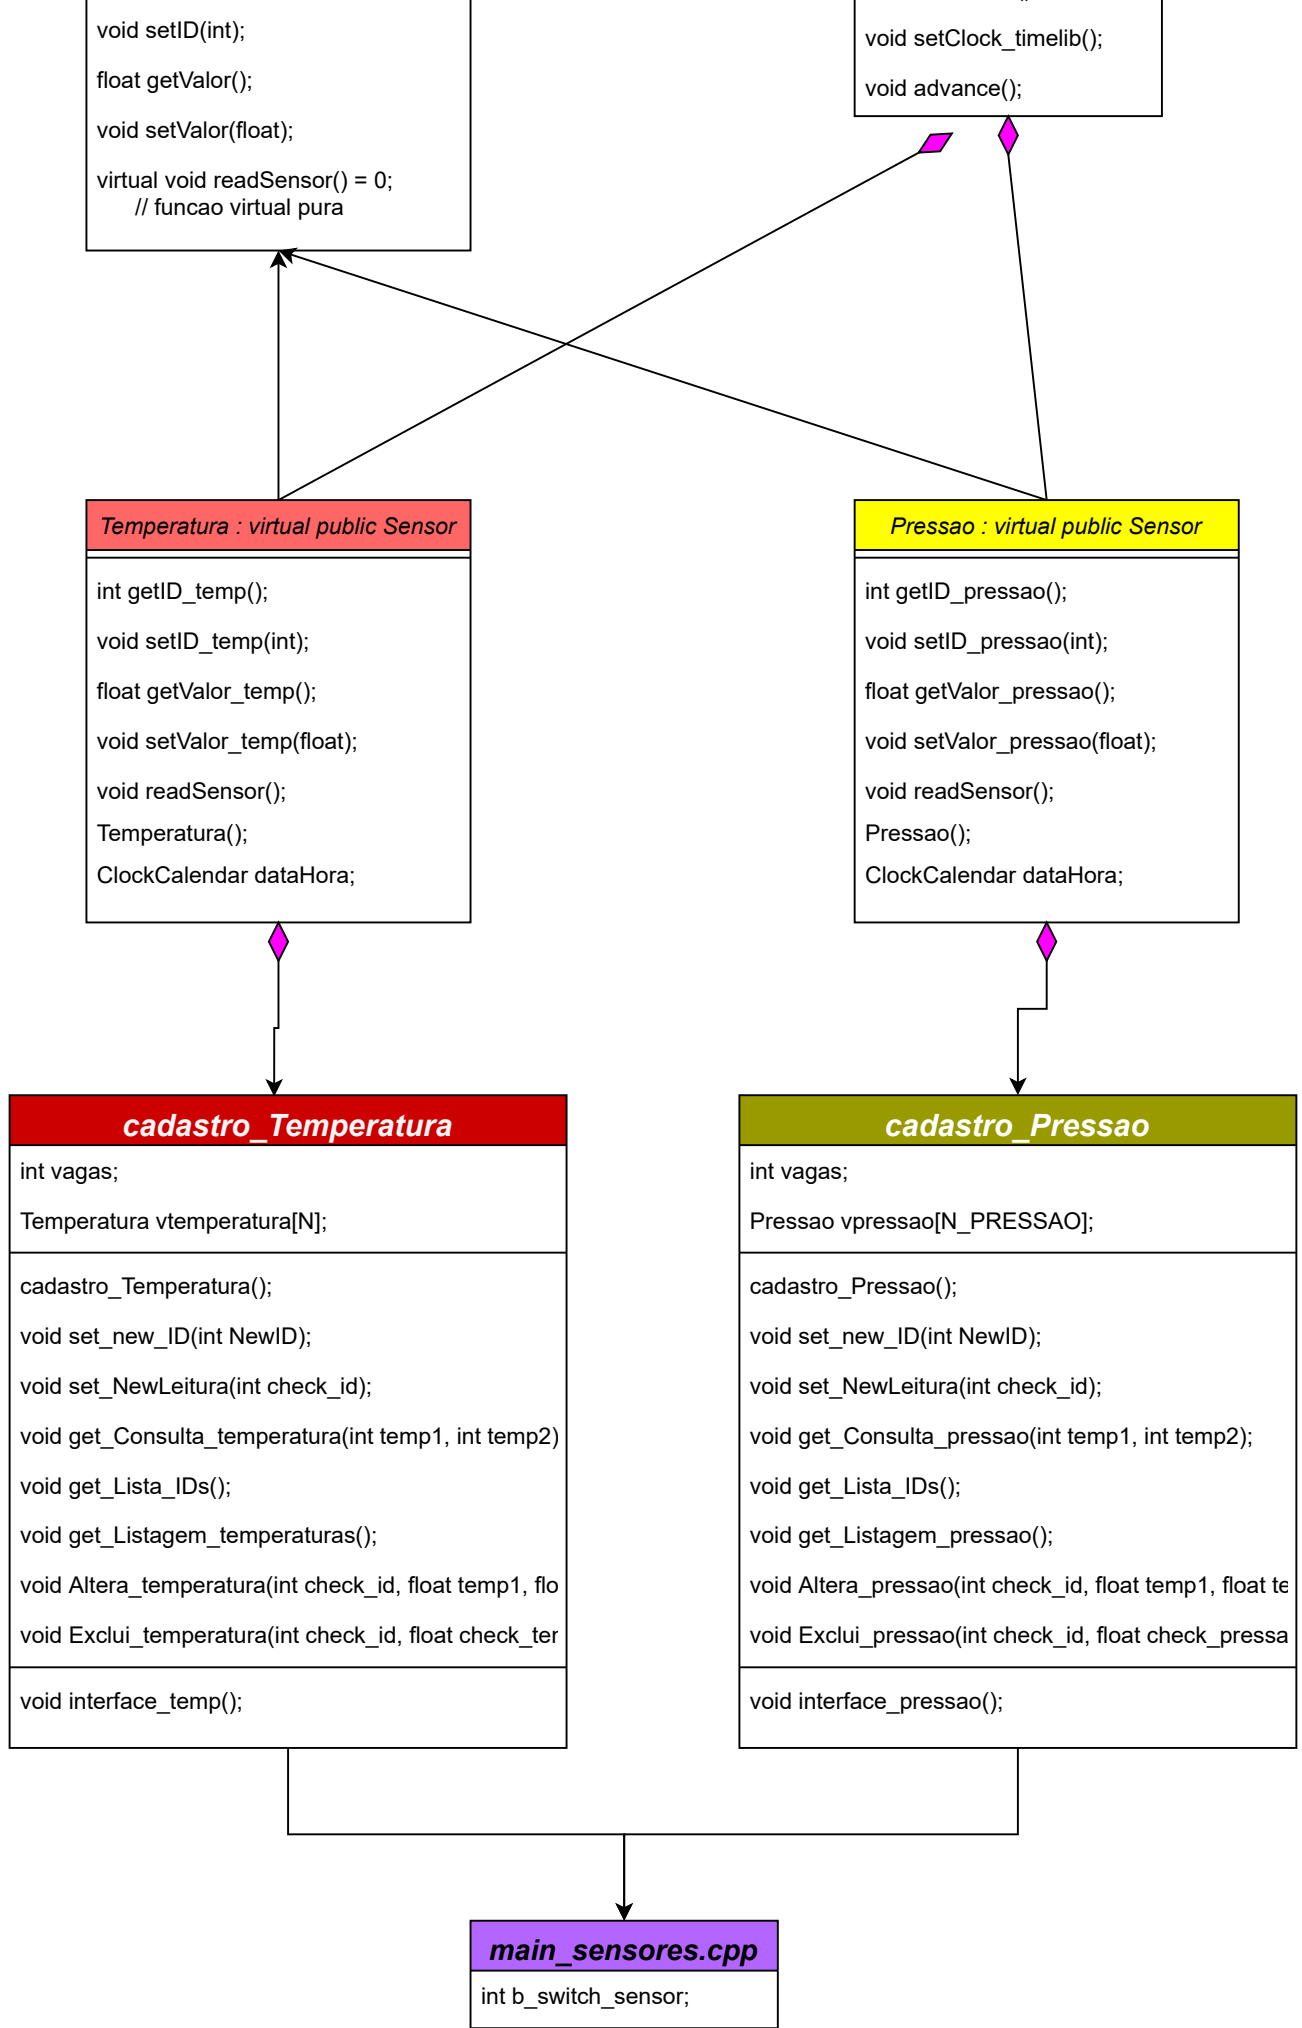 void setID(int);
float getValor();
void setValor(float);
virtual void readSensor() = 0;
// funcao virtual pura
void setClock_timelib();
void advance();
Temperatura : virtual public Sensor
int getID_temp();
void setID_temp(int);
float getValor_temp();
void setValor_temp(float);
void readSensor();
Temperatura();
ClockCalendar dataHora;
Pressao : virtual public Sensor
int getID_pressao();
void setID_pressao(int);
float getValor_pressao();
void setValor_pressao(float);
void readSensor();
Pressao();
ClockCalendar dataHora;
cadastro_Temperatura
int vagas;
Temperatura vtemperatura[N];
cadastro_Temperatura();
void set_new_ID(int NewID);
void set_NewLeitura(int check_id);
void get_Consulta_temperatura(int temp1, int temp2)
void get_Lista_IDs();
void get_Listagem_temperaturas();
void Altera_temperatura(int check_id, float temp1, flo
void Exclui_temperatura(int check_id, float check_ter
void interface_temp();
cadastro_Pressao
int vagas;
Pressao vpressao[N_PRESSAO];
cadastro_Pressao();
void set_new_ID(int NewID);
void set_NewLeitura(int check_id);
void get_Consulta_pressao(int temp1, int temp2);
void get_Lista_IDs();
void get_Listagem_pressao();
void Altera_pressao(int check_id, float temp1, float te
void Exclui_pressao(int check_id, float check_pressa
void interface_pressao();
main_sensores.cpp
int b_switch_sensor;